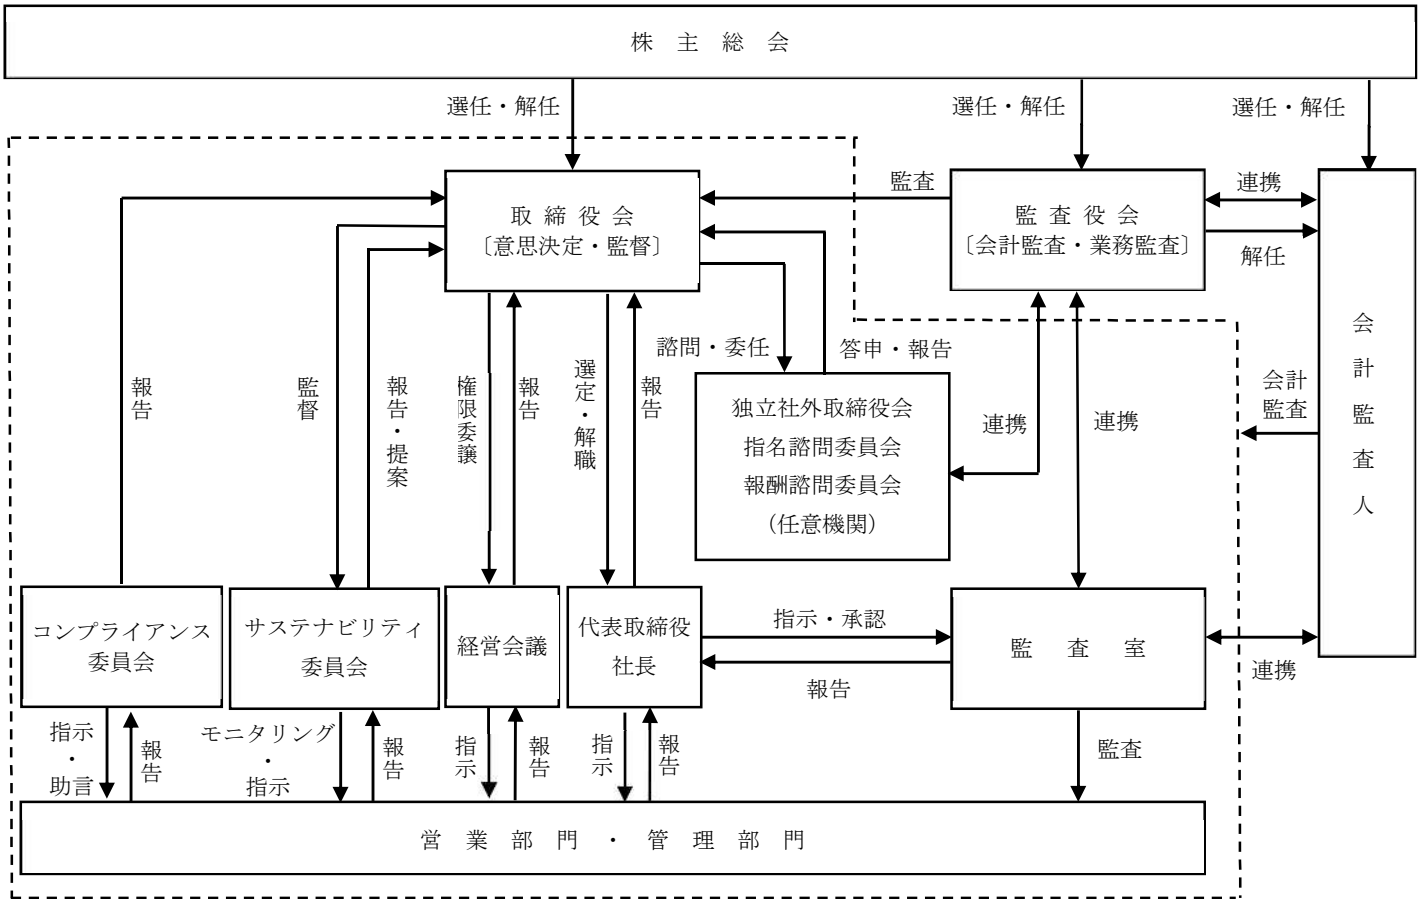 株主総会
選任・解任
選任・解任
選任・解任
取締役会
〔意思決定・監督〕
監査
監査役会
〔会計監査・業務監査〕
連携
解任
会計監査人
諮問・委任
答申・報告
独立社外取締役会
指名諮問委員会
報酬諮問委員会
（任意機関）
連携
連携
会計
監査
報告
監督
報告・提案
権限委譲
報告
選定・解職
報告
コンプライアンス
委員会
サステナビリティ
委員会
経営会議
代表取締役
社長
指示・承認
報告
監査室
連携
指示
・
助言
報告
モニタリング
・
指示
報告
指示
報告
指示
報告
監査
営業部門・管理部門